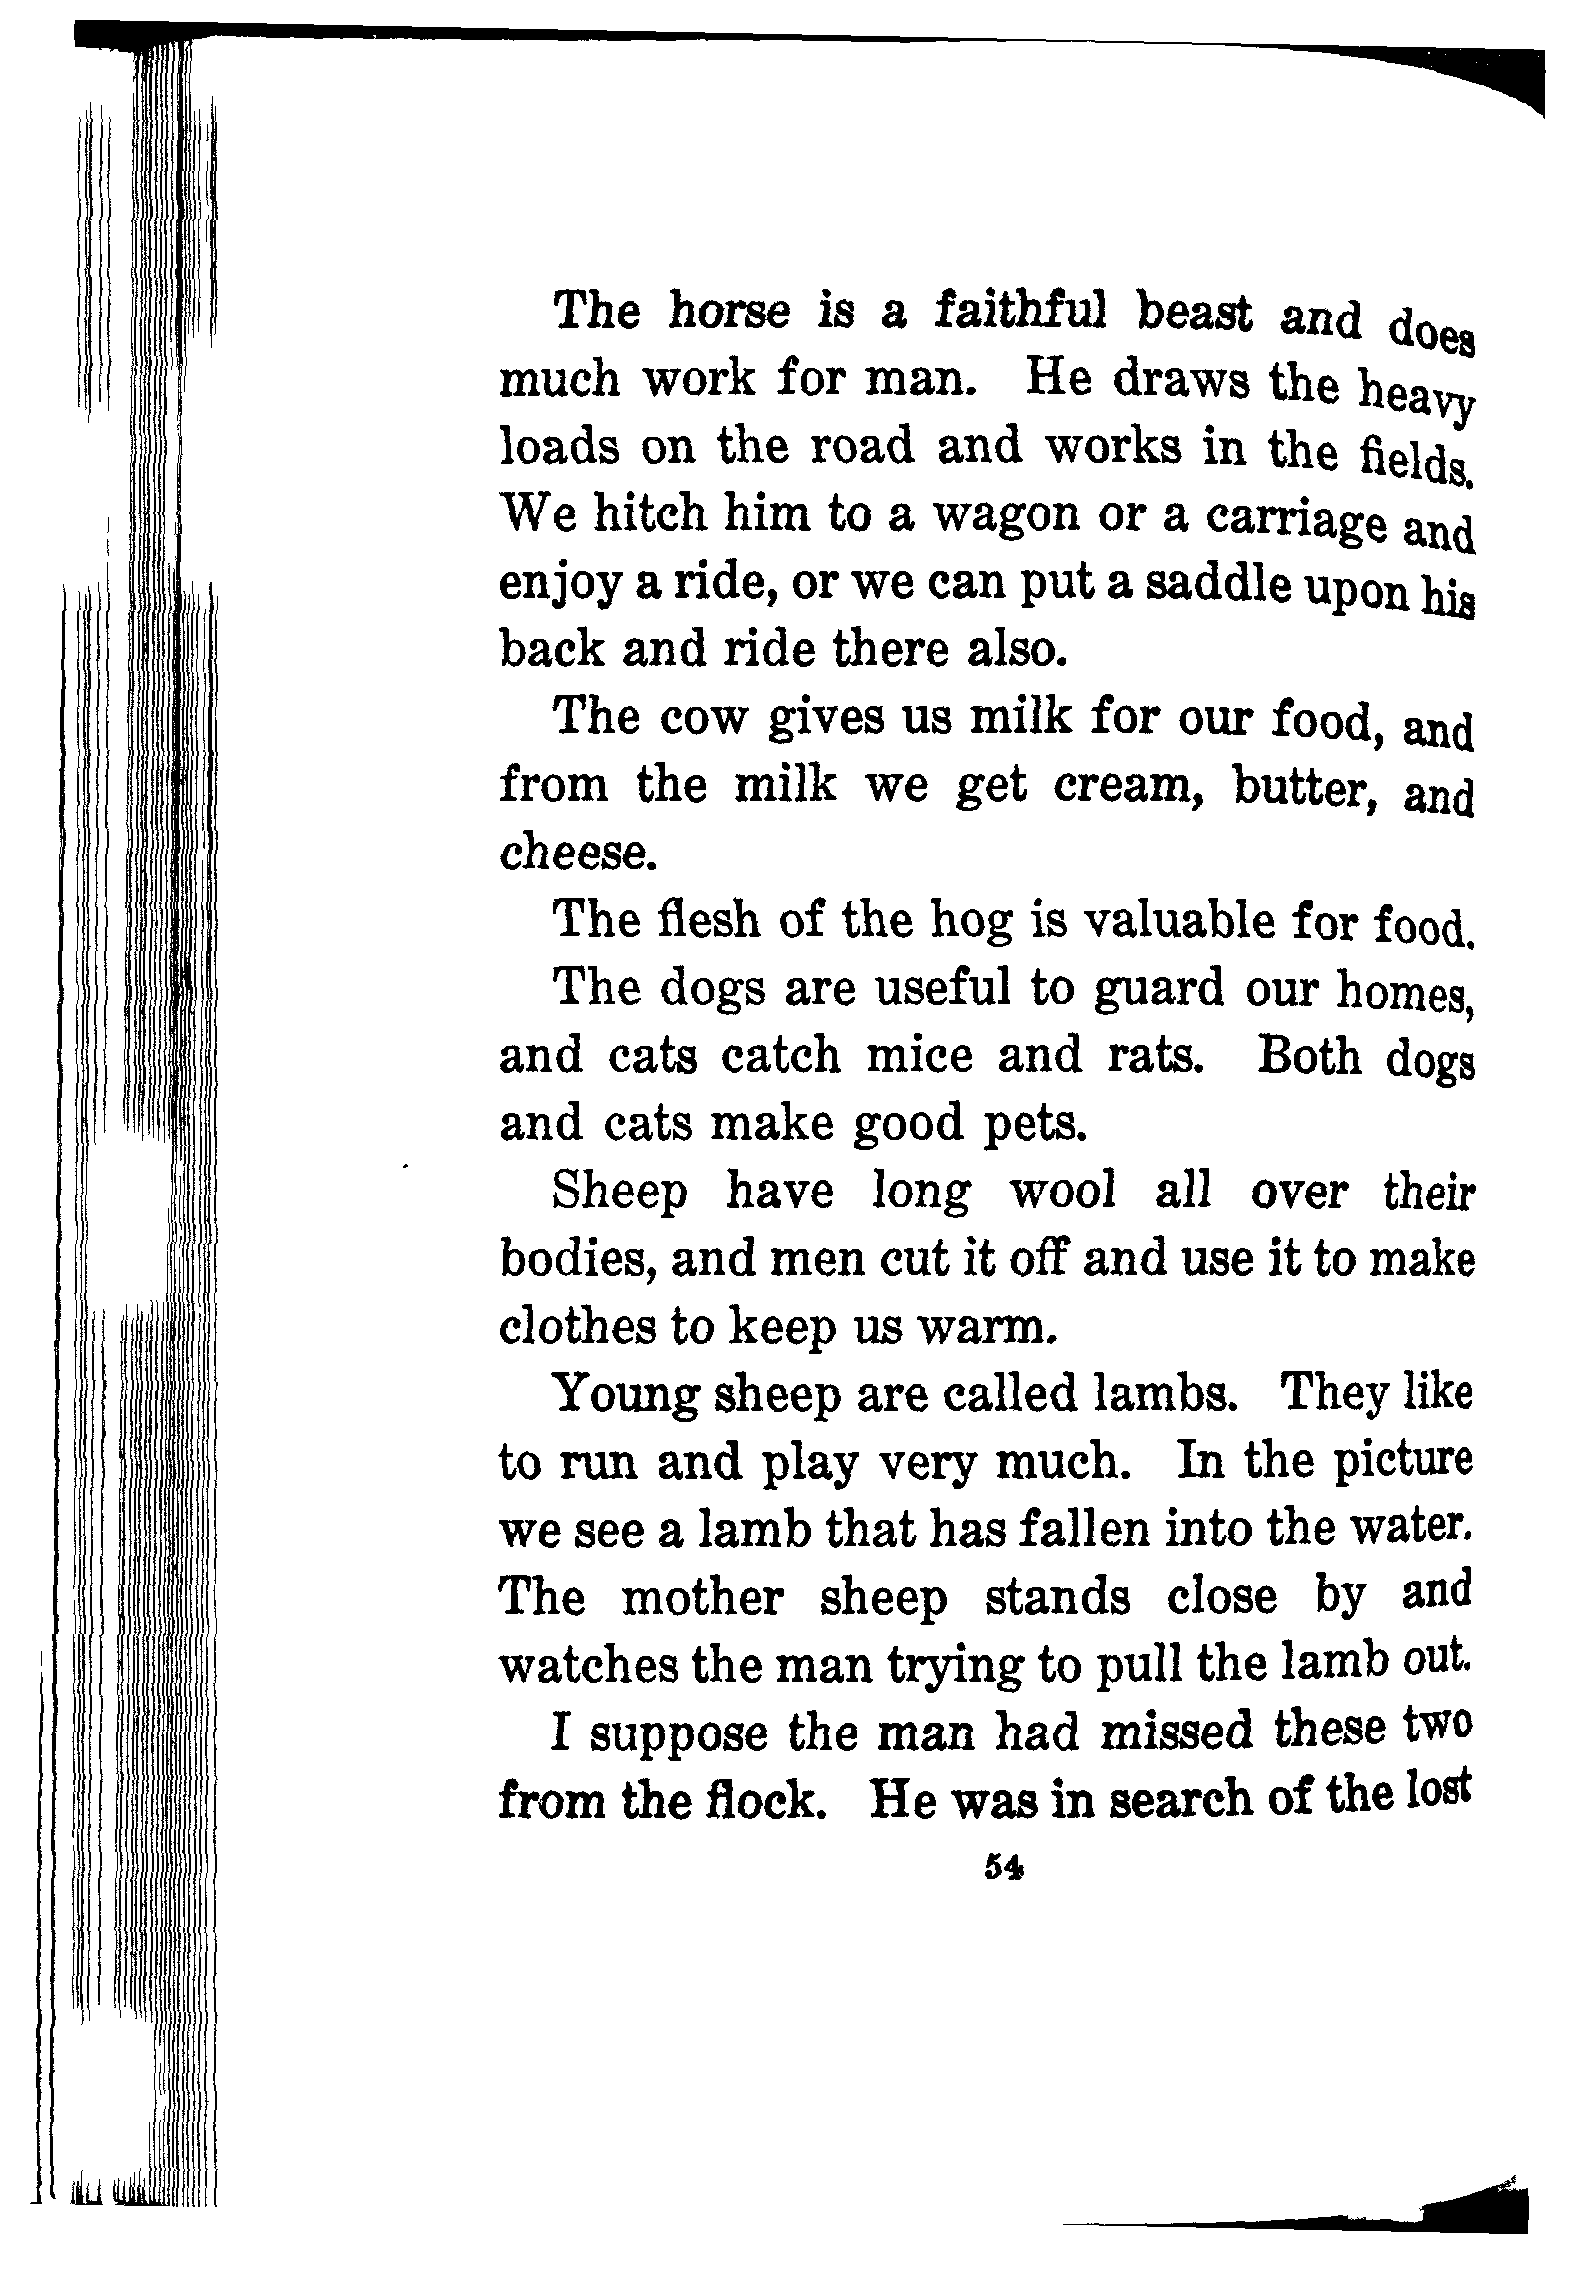 The horse is a faithful beast and does
much work for man. He draws the heavy
loads on the road and works in the fields.
We hitch him to a wagon or a carriage and
enjoy a ride, or we can put a saddle upon his
back and ride there also.
The cow gives us milk for our food, and
from the milk we get cream, butter, and
cheese.
The flesh of the hog is valuable for food.
The dogs are useful to guard our homes,
and cats catch mice and rats. Both dogs
and cats make good pets.
Sheep have long wool all over their
bodies, and men cut it off and use it to make
clothes to keep us warm.
Young sheep are called lambs. They like
to run and play very much. In the picture
we see a lamb that has fallen into the water.
The mother sheep stands close by and
watches the man trying to pull the lamb out.
I suppose the man had missed these two
from the flock. He was in search of the lost
54